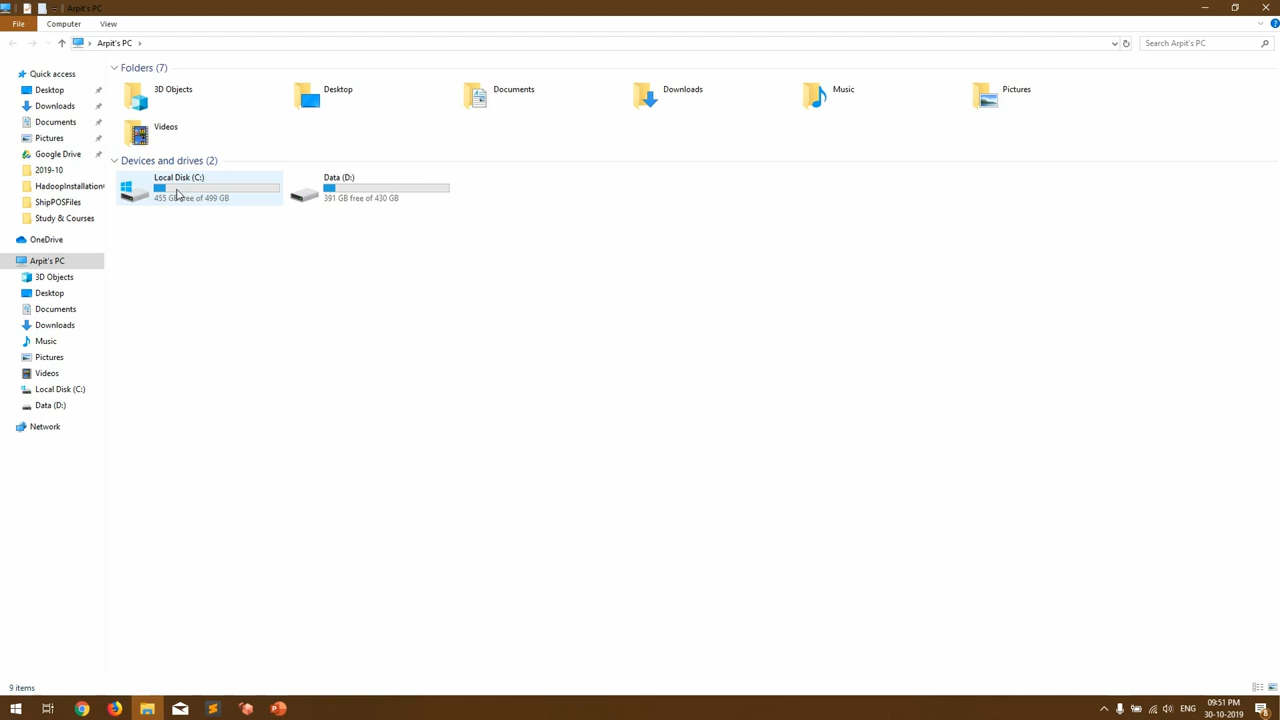 Arpit's PC
File
Computer
View
Arpit's PC
Search Arpit's PC
Quick access
Desktop
Downloads
Documents
Pictures
Google Drive
2019-10
HadoopInstallation
ShipPOSFiles
Study & Courses
OneDrive
Arpit's PC
3D Objects
Desktop
Documents
Downloads
Music
Pictures
Videos
Local Disk (C:)
Data (D:)
Network
Folders (7)
3D Objects
Desktop
Documents
Downloads
Music
Pictures
Videos
Devices and drives (2)
Local Disk (C:)
455 GB free of 499 GB
Data (D:)
391 GB free of 430 GB
9 items
ENG
09:51 PM
30-10-2019
8